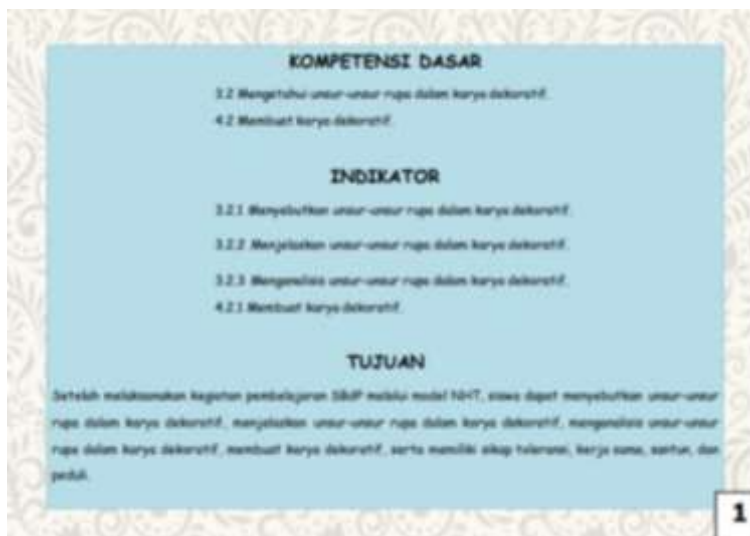 KOMPETENSI DASAR
3.2 Mengetahui unsur-unsur rupa dalam karya dekoratif.
4.2 Membuat karya dekoratif.
INDIKATOR
3.2.1 Menyebutkan unsur-unsur rupa dalam karya dekoratif.
3.2.2 Menjelaskan unsur-unsur rupa dalam karya dekoratif.
3.2.3 Menganalisis unsur-unsur rupa dalam karya dekoratif.
4.2.1 Membuat karya dekoratif.
TUJUAN
Setelah melaksanakan kegiatan pembelajaran SBdP melalui model NHT, siswa dapat menyebutkan unsur-unsur
rupa dalam karya dekoratif, menjelaskan unsur-unsur rupa dalam karya dekoratif, menganalisis unsur-unsur
rupa dalam karya dekoratif, membuat karya dekoratif, serta memiliki sikap toleransi, kerja sama, santun, dan
peduli.
1